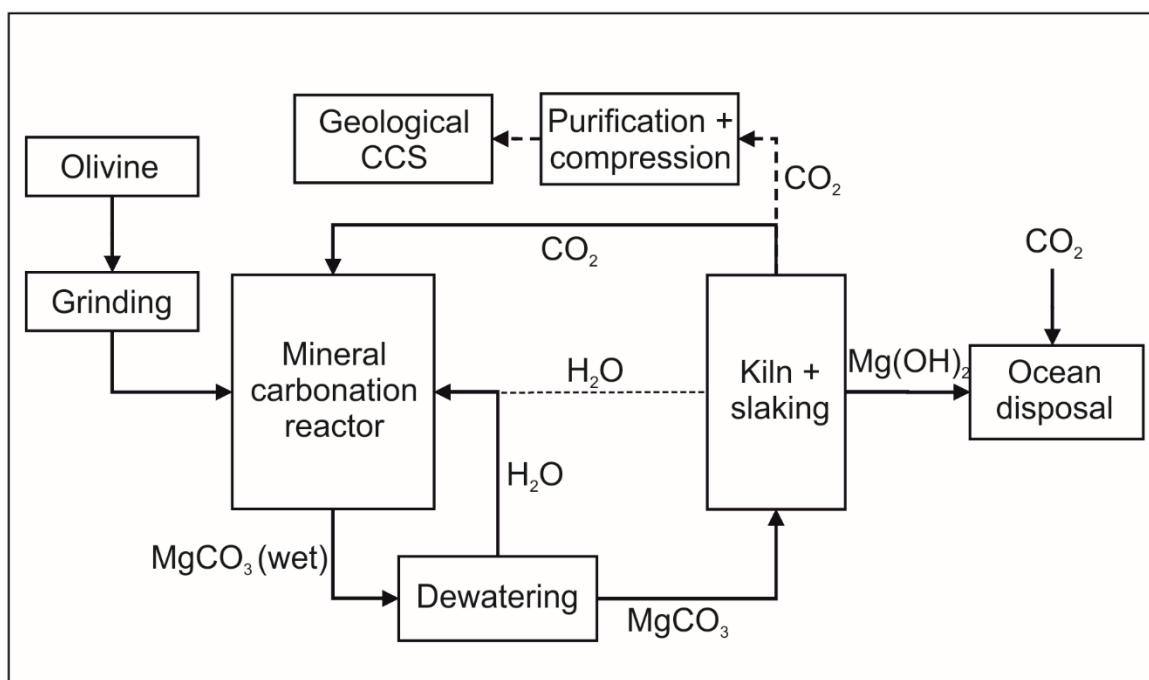 Geological
CCS
Purification +
compression
Olivine
CO₂
CO₂
CO₂
Grinding
Mineral
carbonation
reactor
H₂O
Kiln +
slaking
Mg(OH)₂
Ocean
disposal
H₂O
MgCO₃ (wet)
Dewatering
MgCO₃